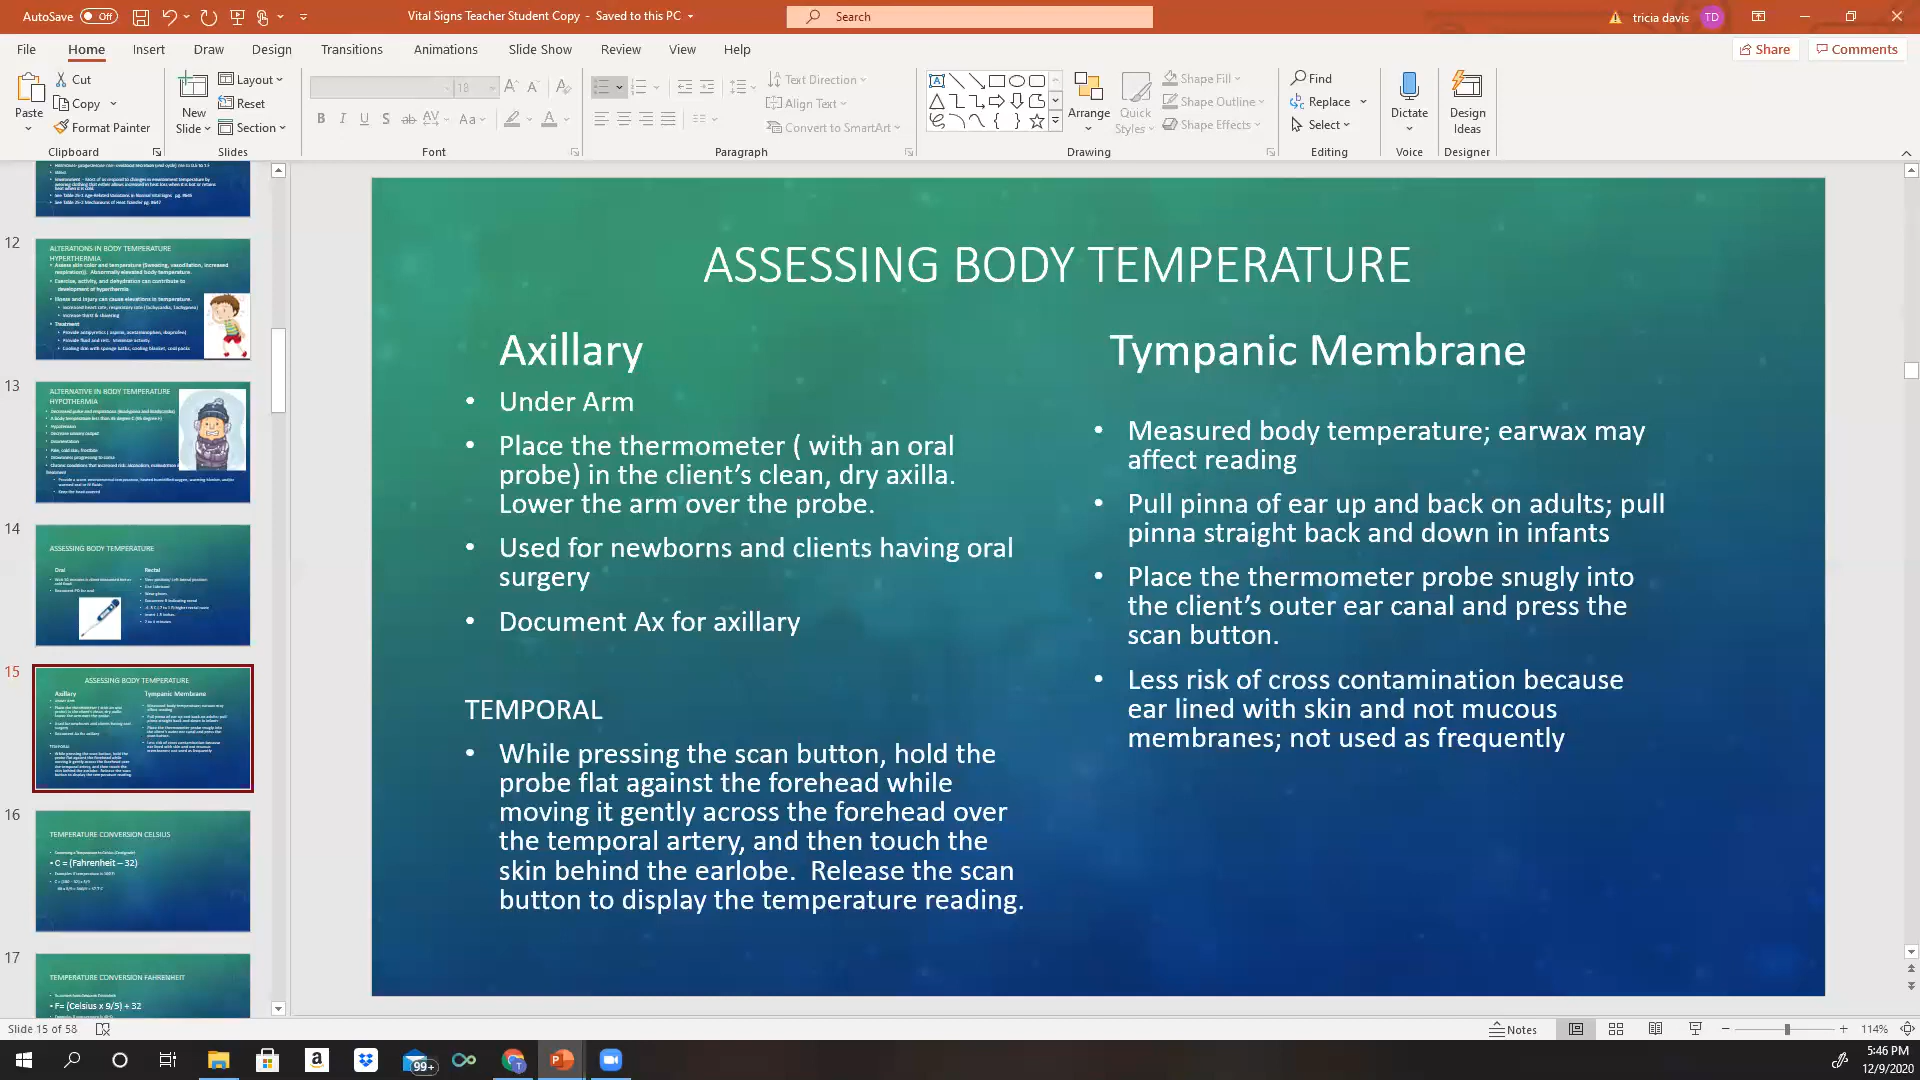 AutoSave Off
Vital Signs Teacher Student Copy - Saved to this PC
Search
tricia davis TD
File Home Insert Draw Design Transitions Animations Slide Show Review View Help
Share Comments
Paste Cut Copy Format Painter Clipboard
New Slide Layout Reset Section Slides
18 Font
Text Direction Align Text Convert to SmartArt Paragraph
Arrange Quick Styles Shape Fill Shape Outline Shape Effects Drawing
Find Replace Select Editing
Dictate Voice
Design Ideas Designer
12
ALTERATIONS IN BODY TEMPERATURE
HYPERTHERMIA
13
ALTERNATIVE IN BODY TEMPERATURE
HYPOTHERMIA
14
ASSESSING BODY TEMPERATURE
Oral Rectal
15
ASSESSING BODY TEMPERATURE
Axillary Tympanic Membrane
16
TEMPERATURE CONVERSION CELSIUS
• C = (Fahrenheit – 32)
17
TEMPERATURE CONVERSION FAHRENHEIT
• F= (Celsius x 9/5) + 32
ASSESSING BODY TEMPERATURE
Axillary
• Under Arm
• Place the thermometer ( with an oral
probe) in the client's clean, dry axilla.
Lower the arm over the probe.
• Used for newborns and clients having oral
surgery
• Document Ax for axillary
TEMPORAL
• While pressing the scan button, hold the
probe flat against the forehead while
moving it gently across the forehead over
the temporal artery, and then touch the
skin behind the earlobe. Release the scan
button to display the temperature reading.
Tympanic Membrane
• Measured body temperature; earwax may
affect reading
• Pull pinna of ear up and back on adults; pull
pinna straight back and down in infants
• Place the thermometer probe snugly into
the client's outer ear canal and press the
scan button.
• Less risk of cross contamination because
ear lined with skin and not mucous
membranes; not used as frequently
Slide 15 of 58
Notes
114%
99+
5:46 PM
12/9/2020